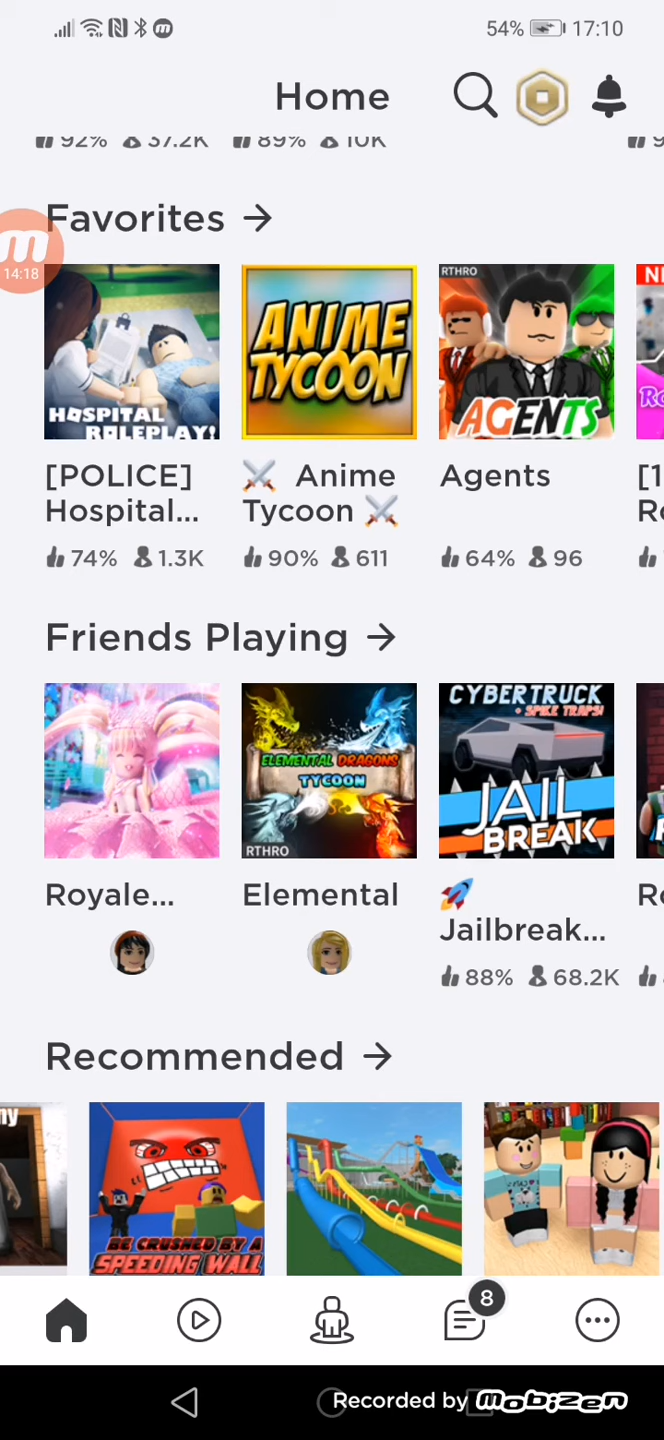 54% 17:10
Home
92% 37.2K 89% 10K
Favorites →
14:18
HOSPITAL
ROLEPLAY!
ANIME
TYCOON
RTHRO
AGENTS
[POLICE]
Hospital...
⚔️ Anime
Tycoon ⚔️
Agents
74% 1.3K
90% 611
64% 96
Friends Playing →
ELEMENTAL DRAGONS
TYCOON
RTHRO
CYBERTRUCK
+ SPIKE TRAPS!
JAIL
BREAK
Royale...
Elemental
🚀
Jailbreak...
88% 68.2K
Recommended →
BE CRUSHED BY A
SPEEDING WALL
8
Recorded by Mobizen